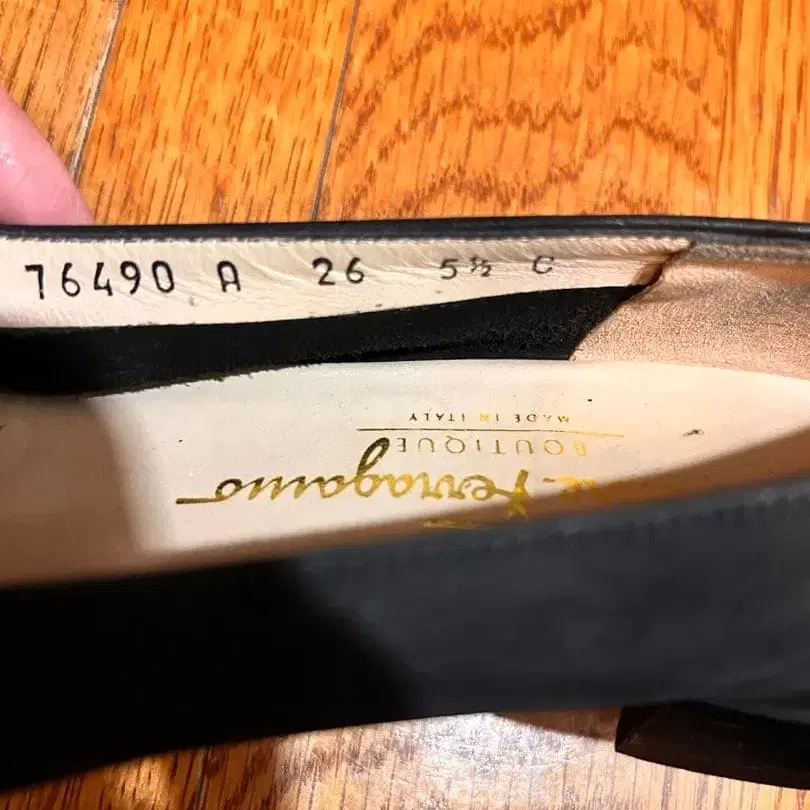 76490 A 26 5½ C
Ferragamo
BOUTIQUE
MADE IN ITALY